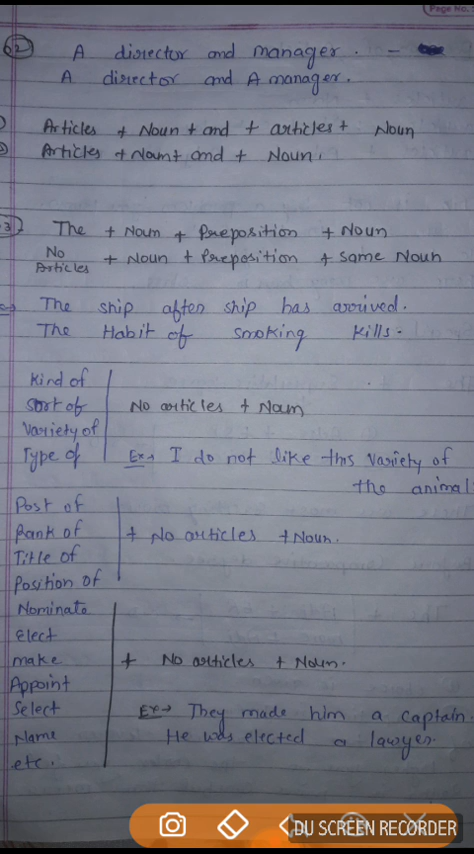 Page No.
62 A director and manager. -
A director and A manager.
Articles + Noun + and + articles + Noun
Articles + Noun + and + Noun.
3 The + Noun + Preposition + Noun
No Articles + Noun + Preposition + same Noun
The ship after ship has arrived.
The Habit of smoking kills.
Kind of
Sort of
Variety of
Type of
No articles + Noun
Ex→ I do not like this variety of
the animal
Post of
Rank of
Title of
Position of
+ No articles + Noun.
Nominate
Elect
make
Appoint
Select
Name
etc.
+ No articles + Noun.
Ex→ They made him a captain.
He was elected a lawyer.
DU SCREEN RECORDER